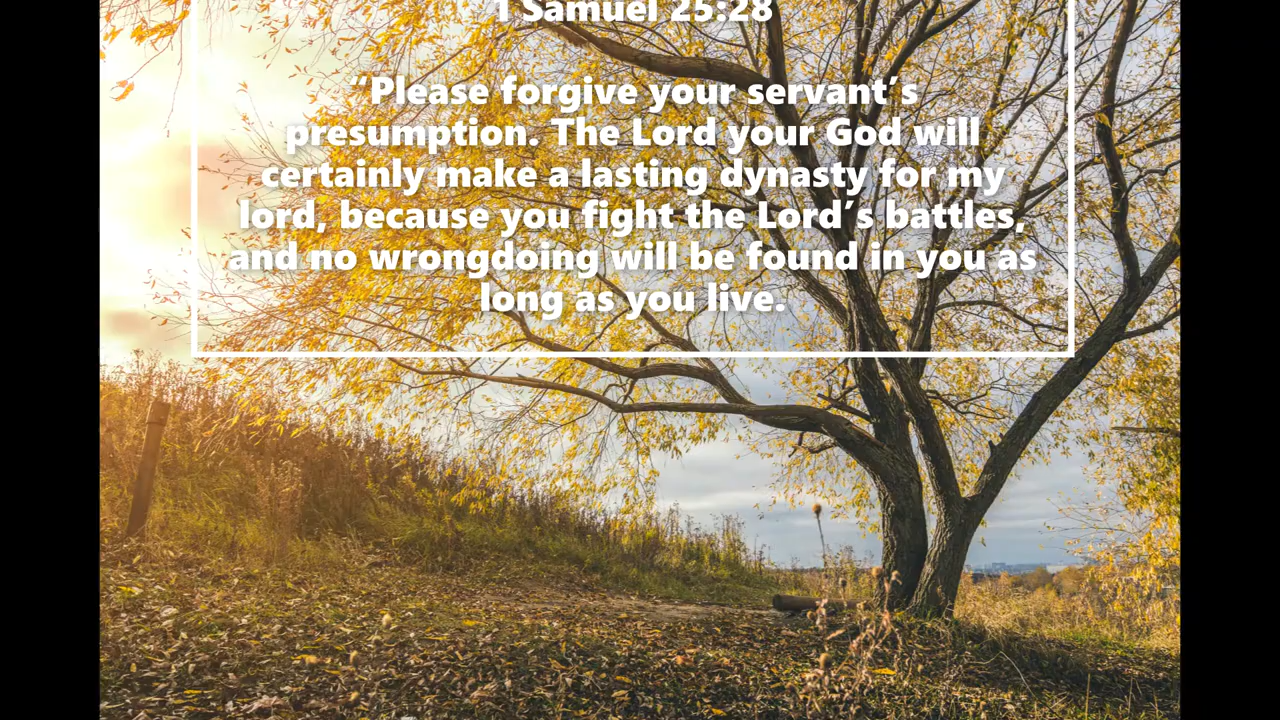 1 Samuel 25:28
“Please forgive your servant’s
presumption. The Lord your God will
certainly make a lasting dynasty for my
lord, because you fight the Lord’s battles,
and no wrongdoing will be found in you as
long as you live.